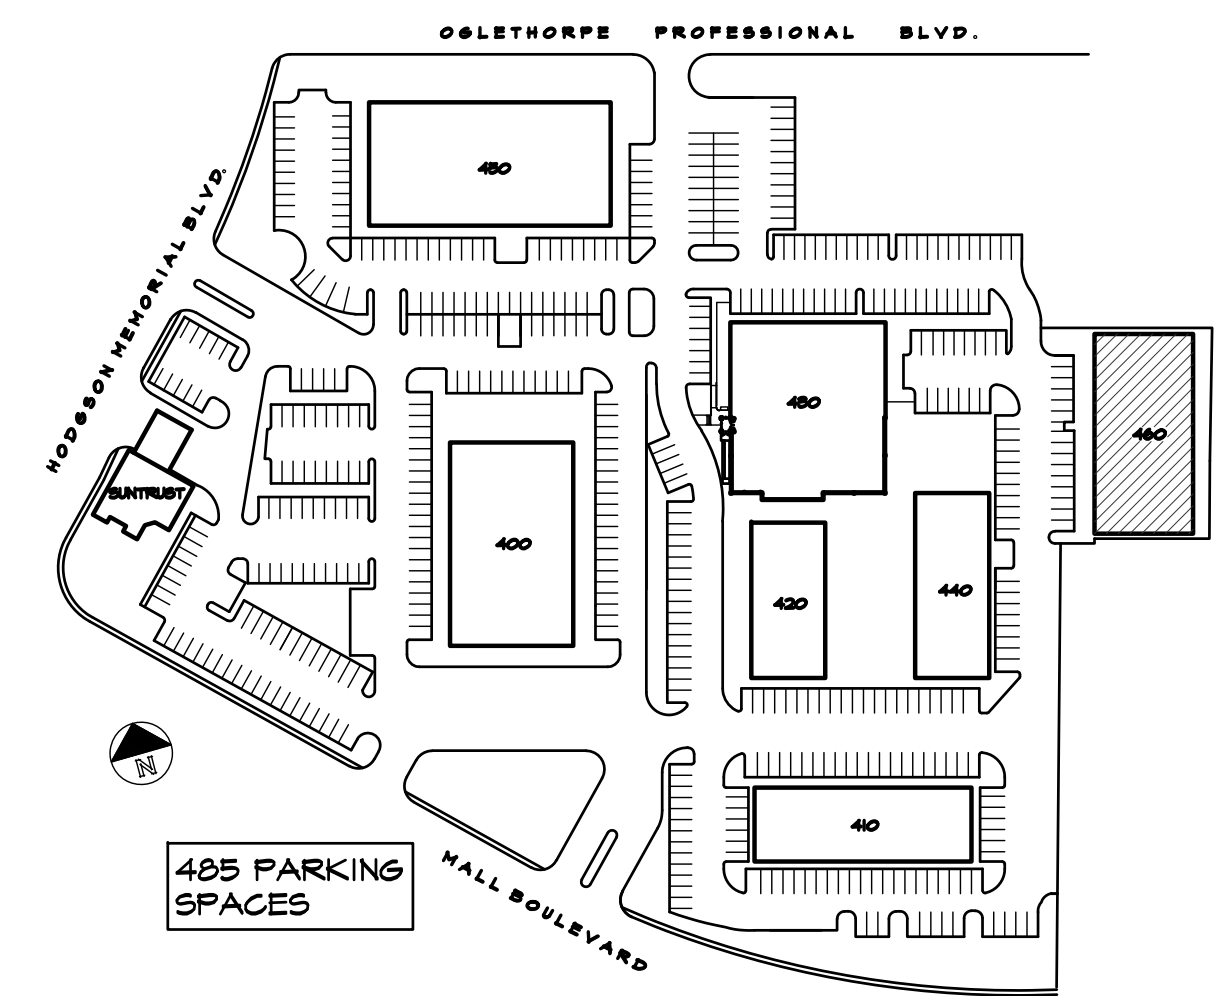 OGLETHORPE PROFESSIONAL BLVD.
HODGSON MEMORIAL BLVD.
450
480
460
SUNTRUST
400
420
440
410
N
485 PARKING
SPACES
MALL BOULEVARD